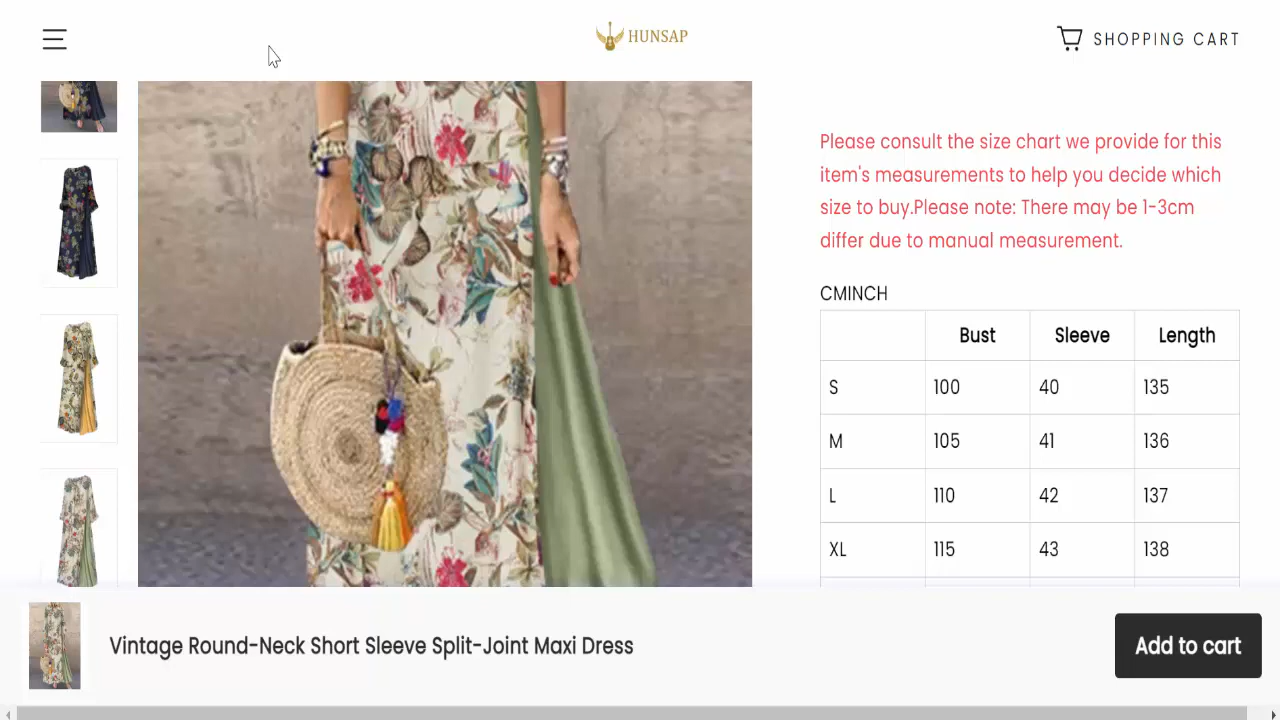 HUNSAP
SHOPPING CART
Please consult the size chart we provide for this
item's measurements to help you decide which
size to buy.Please note: There may be 1-3cm
differ due to manual measurement.
CMINCH
Bust Sleeve Length
S 100 40 135
M 105 41 136
L 110 42 137
XL 115 43 138
Vintage Round-Neck Short Sleeve Split-Joint Maxi Dress
Add to cart